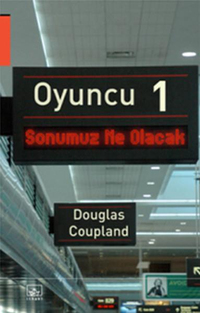 Oyuncu 1
Sonumuz Ne Olacak
Douglas
Coupland